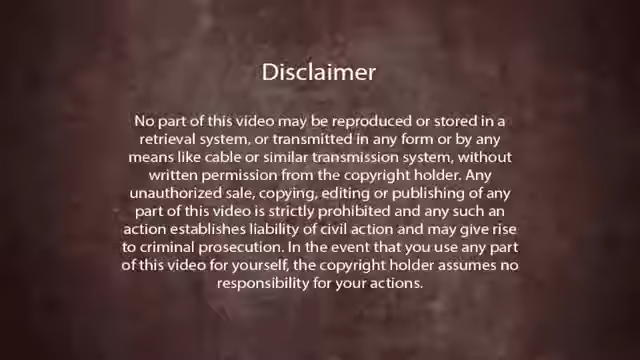 Disclaimer
No part of this video may be reproduced or stored in a
retrieval system, or transmitted in any form or by any
means like cable or similar transmission system, without
written permission from the copyright holder. Any
unauthorized sale, copying, editing or publishing of any
part of this video is strictly prohibited and any such an
action establishes liability of civil action and may give rise
to criminal prosecution. In the event that you use any part
of this video for yourself, the copyright holder assumes no
responsibility for your actions.